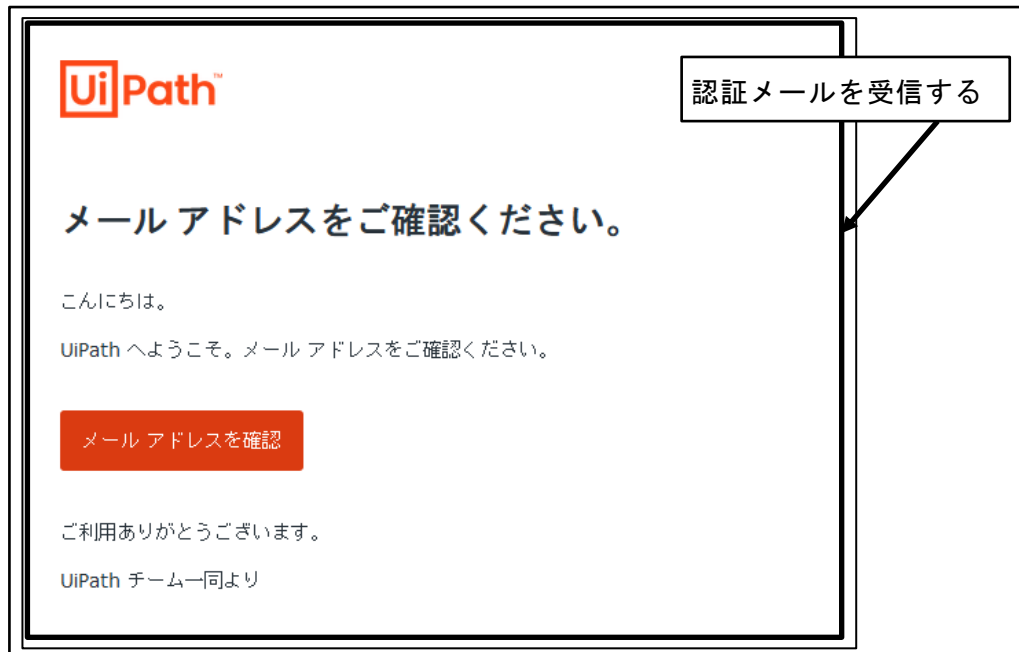 UiPath™
認証メールを受信する
メール アドレスをご確認ください。
こんにちは。
UiPath へようこそ。メール アドレスをご確認ください。
メール アドレスを確認
ご利用ありがとうございます。
UiPath チーム一同より